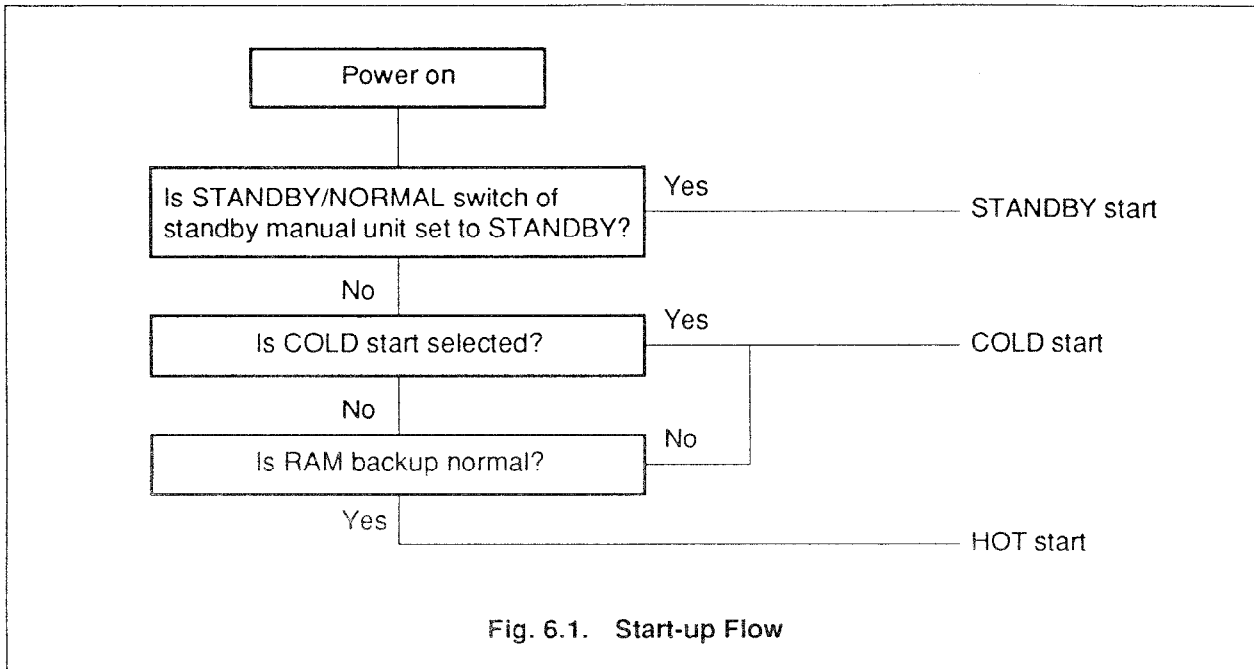 Power on
Is STANDBY/NORMAL switch of
standby manual unit set to STANDBY?
Yes
STANDBY start
No
Is COLD start selected?
Yes
COLD start
No
Is RAM backup normal?
No
Yes
HOT start
Fig. 6.1. Start-up Flow